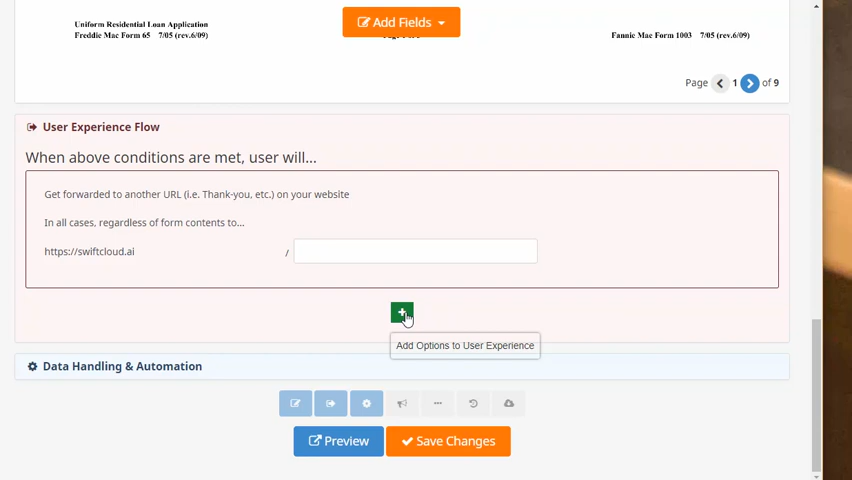 Add Fields
Uniform Residential Loan Application
Freddie Mac Form 65 7/05 (rev.6/09)
Fannie Mae Form 1003 7/05 (rev.6/09)
Page 1 of 9
User Experience Flow
When above conditions are met, user will...
Get forwarded to another URL (i.e. Thank-you, etc.) on your website
In all cases, regardless of form contents to...
https://swiftcloud.ai /
Add Options to User Experience
Data Handling & Automation
Preview
Save Changes